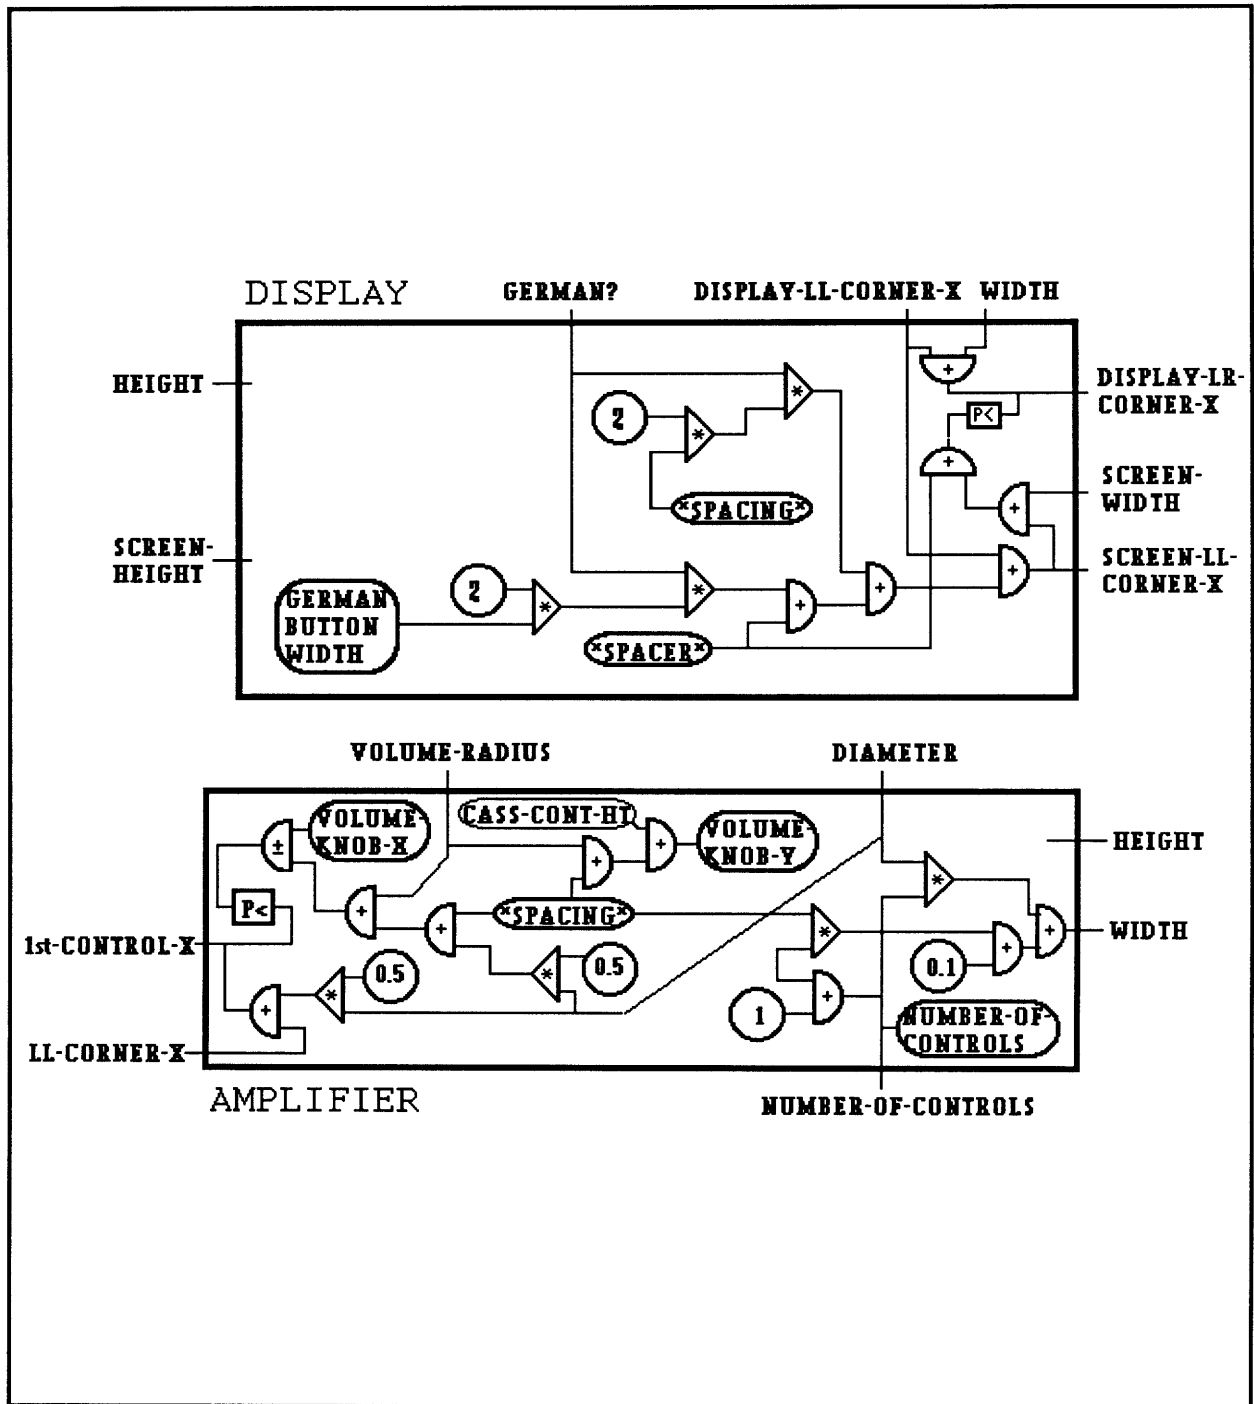 DISPLAY
GERMAN?
DISPLAY-LL-CORNER-X
WIDTH
HEIGHT
+
DISPLAY-LR-
CORNER-X
*
2
P<
*
+
SCREEN-
WIDTH
*SPACING*
+
SCREEN-
HEIGHT
SCREEN-LL-
CORNER-X
2
*
+
+
+
GERMAN
BUTTON
WIDTH
*
*SPACER*
VOLUME-RADIUS
DIAMETER
CASS-CONT-HT
VOLUME-
KNOB-X
VOLUME-
KNOB-Y
±
+
+
HEIGHT
*
P<
+
+
*SPACING*
*
+
WIDTH
1st-CONTROL-X
+
0.5
*
0.5
0.1
*
+
+
1
NUMBER-OF-
CONTROLS
LL-CORNER-X
AMPLIFIER
NUMBER-OF-CONTROLS